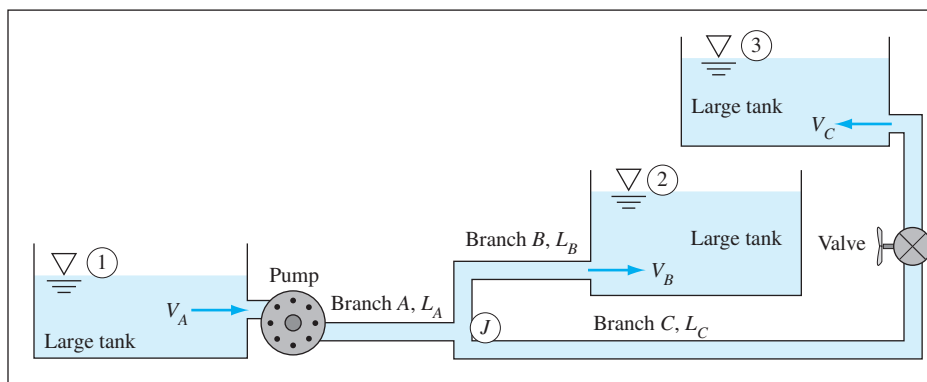 3
Large tank
V_C
2
Branch B, L_B
Large tank
Valve
V_B
1
Pump
Branch A, L_A
V_A
J
Branch C, L_C
Large tank